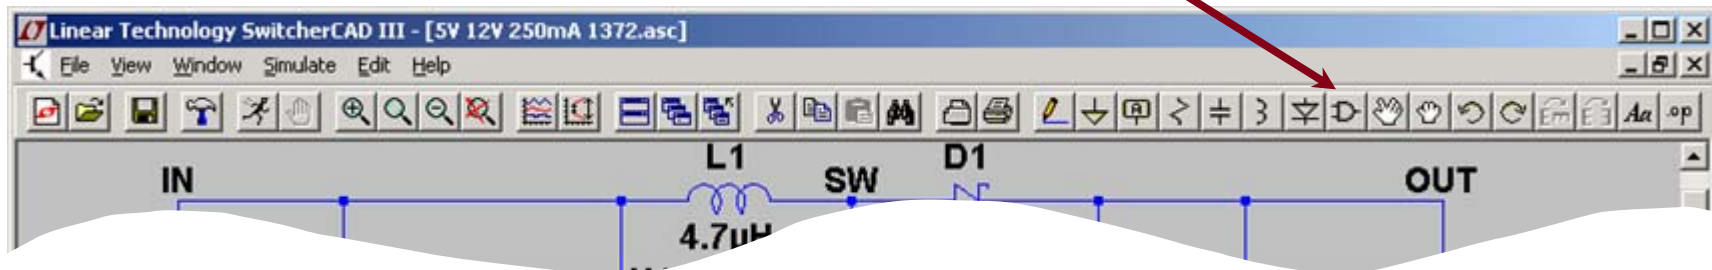 Linear Technology SwitcherCAD III - [5V 12V 250mA 1372.asc]
File View Window Simulate Edit Help
A Aa .op
L1 D1
IN SW OUT
4.7µH